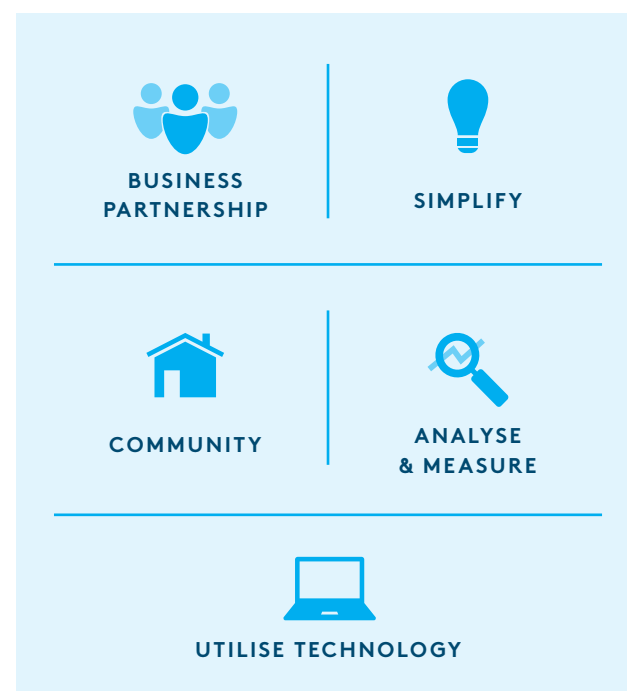 BUSINESS
PARTNERSHIP
SIMPLIFY
COMMUNITY
ANALYSE
& MEASURE
UTILISE TECHNOLOGY